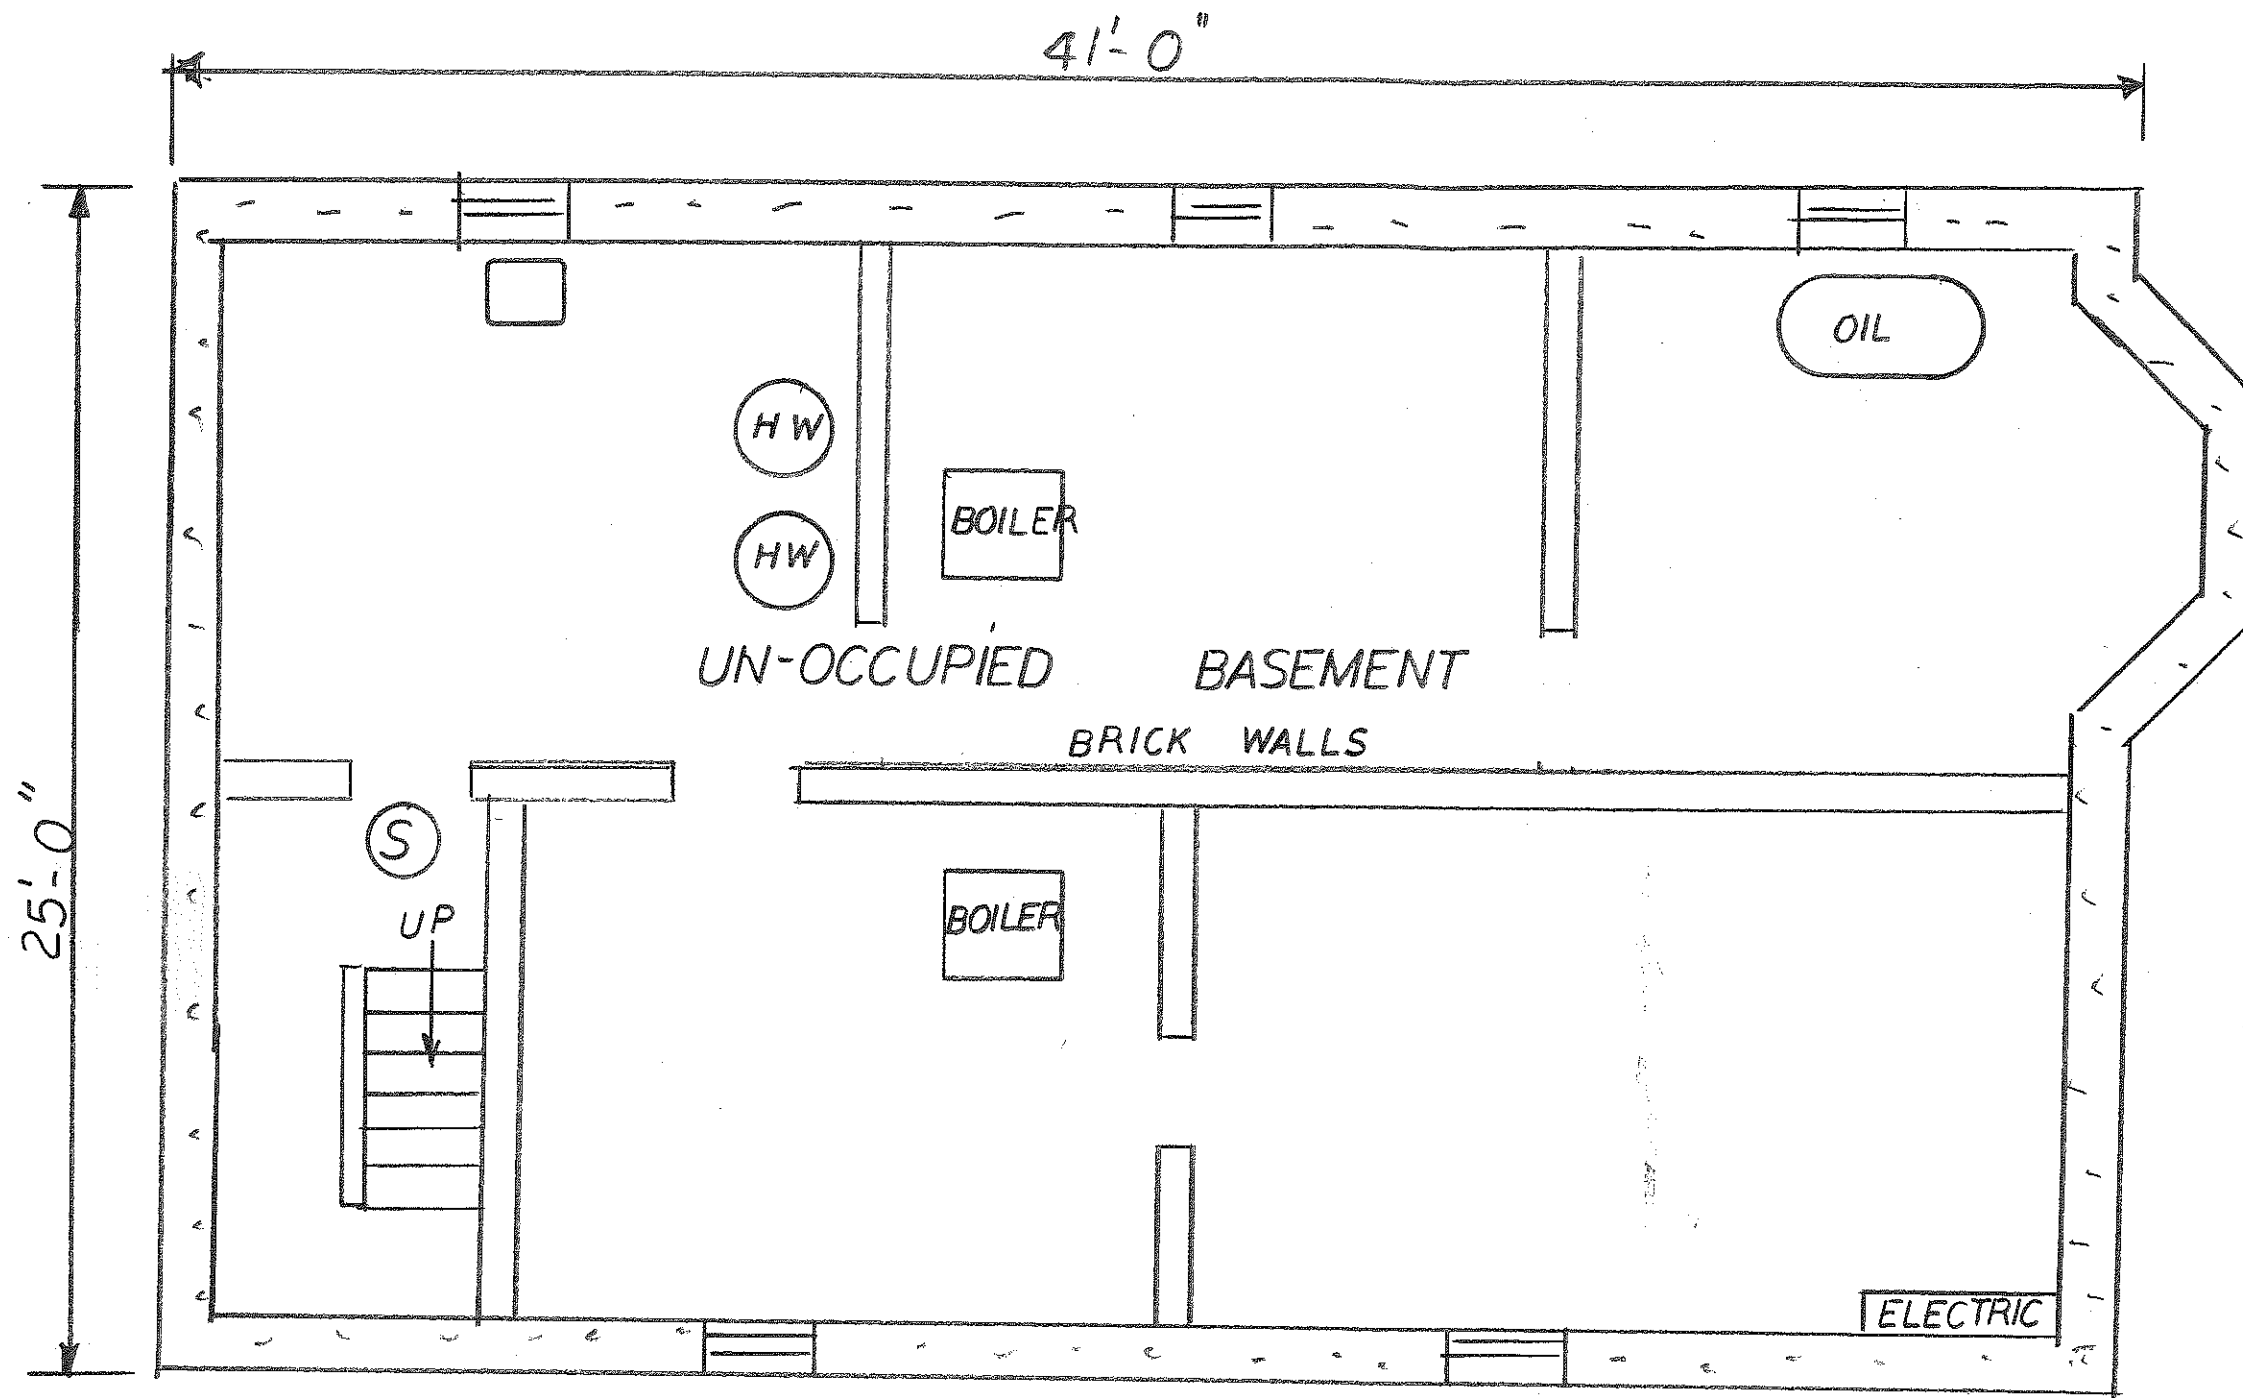 41'-0"
OIL
HW
BOILER
HW
UN-OCCUPIED BASEMENT
BRICK WALLS
25'-0"
S
UP
BOILER
ELECTRIC